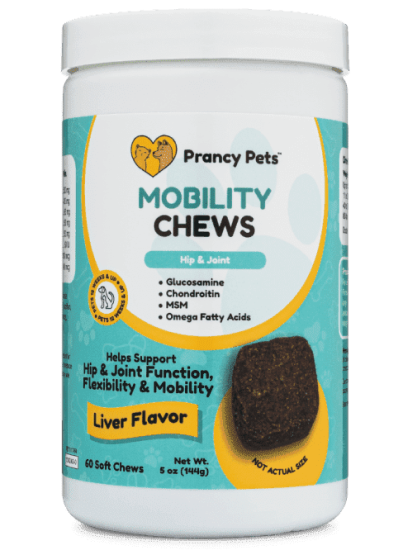 Prancy Pets™
MOBILITY
CHEWS
Hip & Joint
• Glucosamine
• Chondroitin
• MSM
• Omega Fatty Acids
Helps Support
Hip & Joint Function,
Flexibility & Mobility
Liver Flavor
60 Soft Chews
Net Wt.
5 oz (144g)
NOT ACTUAL SIZE